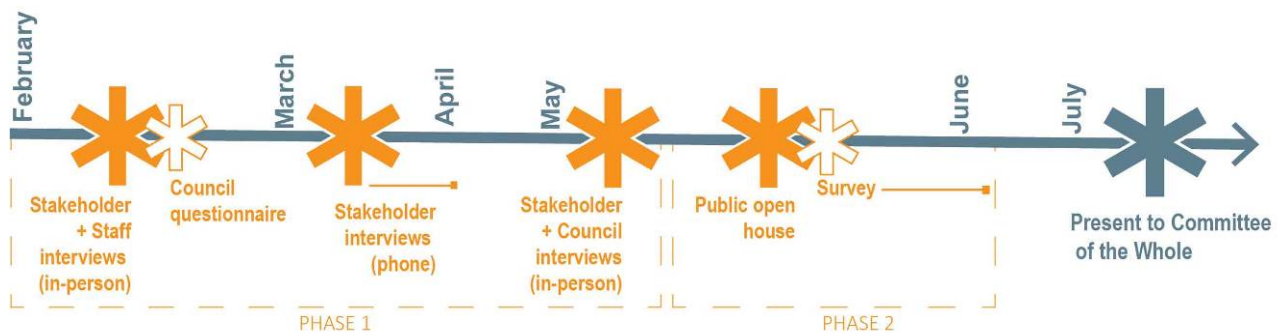 February
March
April
May
June
July
Stakeholder
+ Staff
interviews
(in-person)
Council
questionnaire
Stakeholder
interviews
(phone)
Stakeholder
+ Council
interviews
(in-person)
Public open
house
Survey
Present to Committee
of the Whole
PHASE 1
PHASE 2